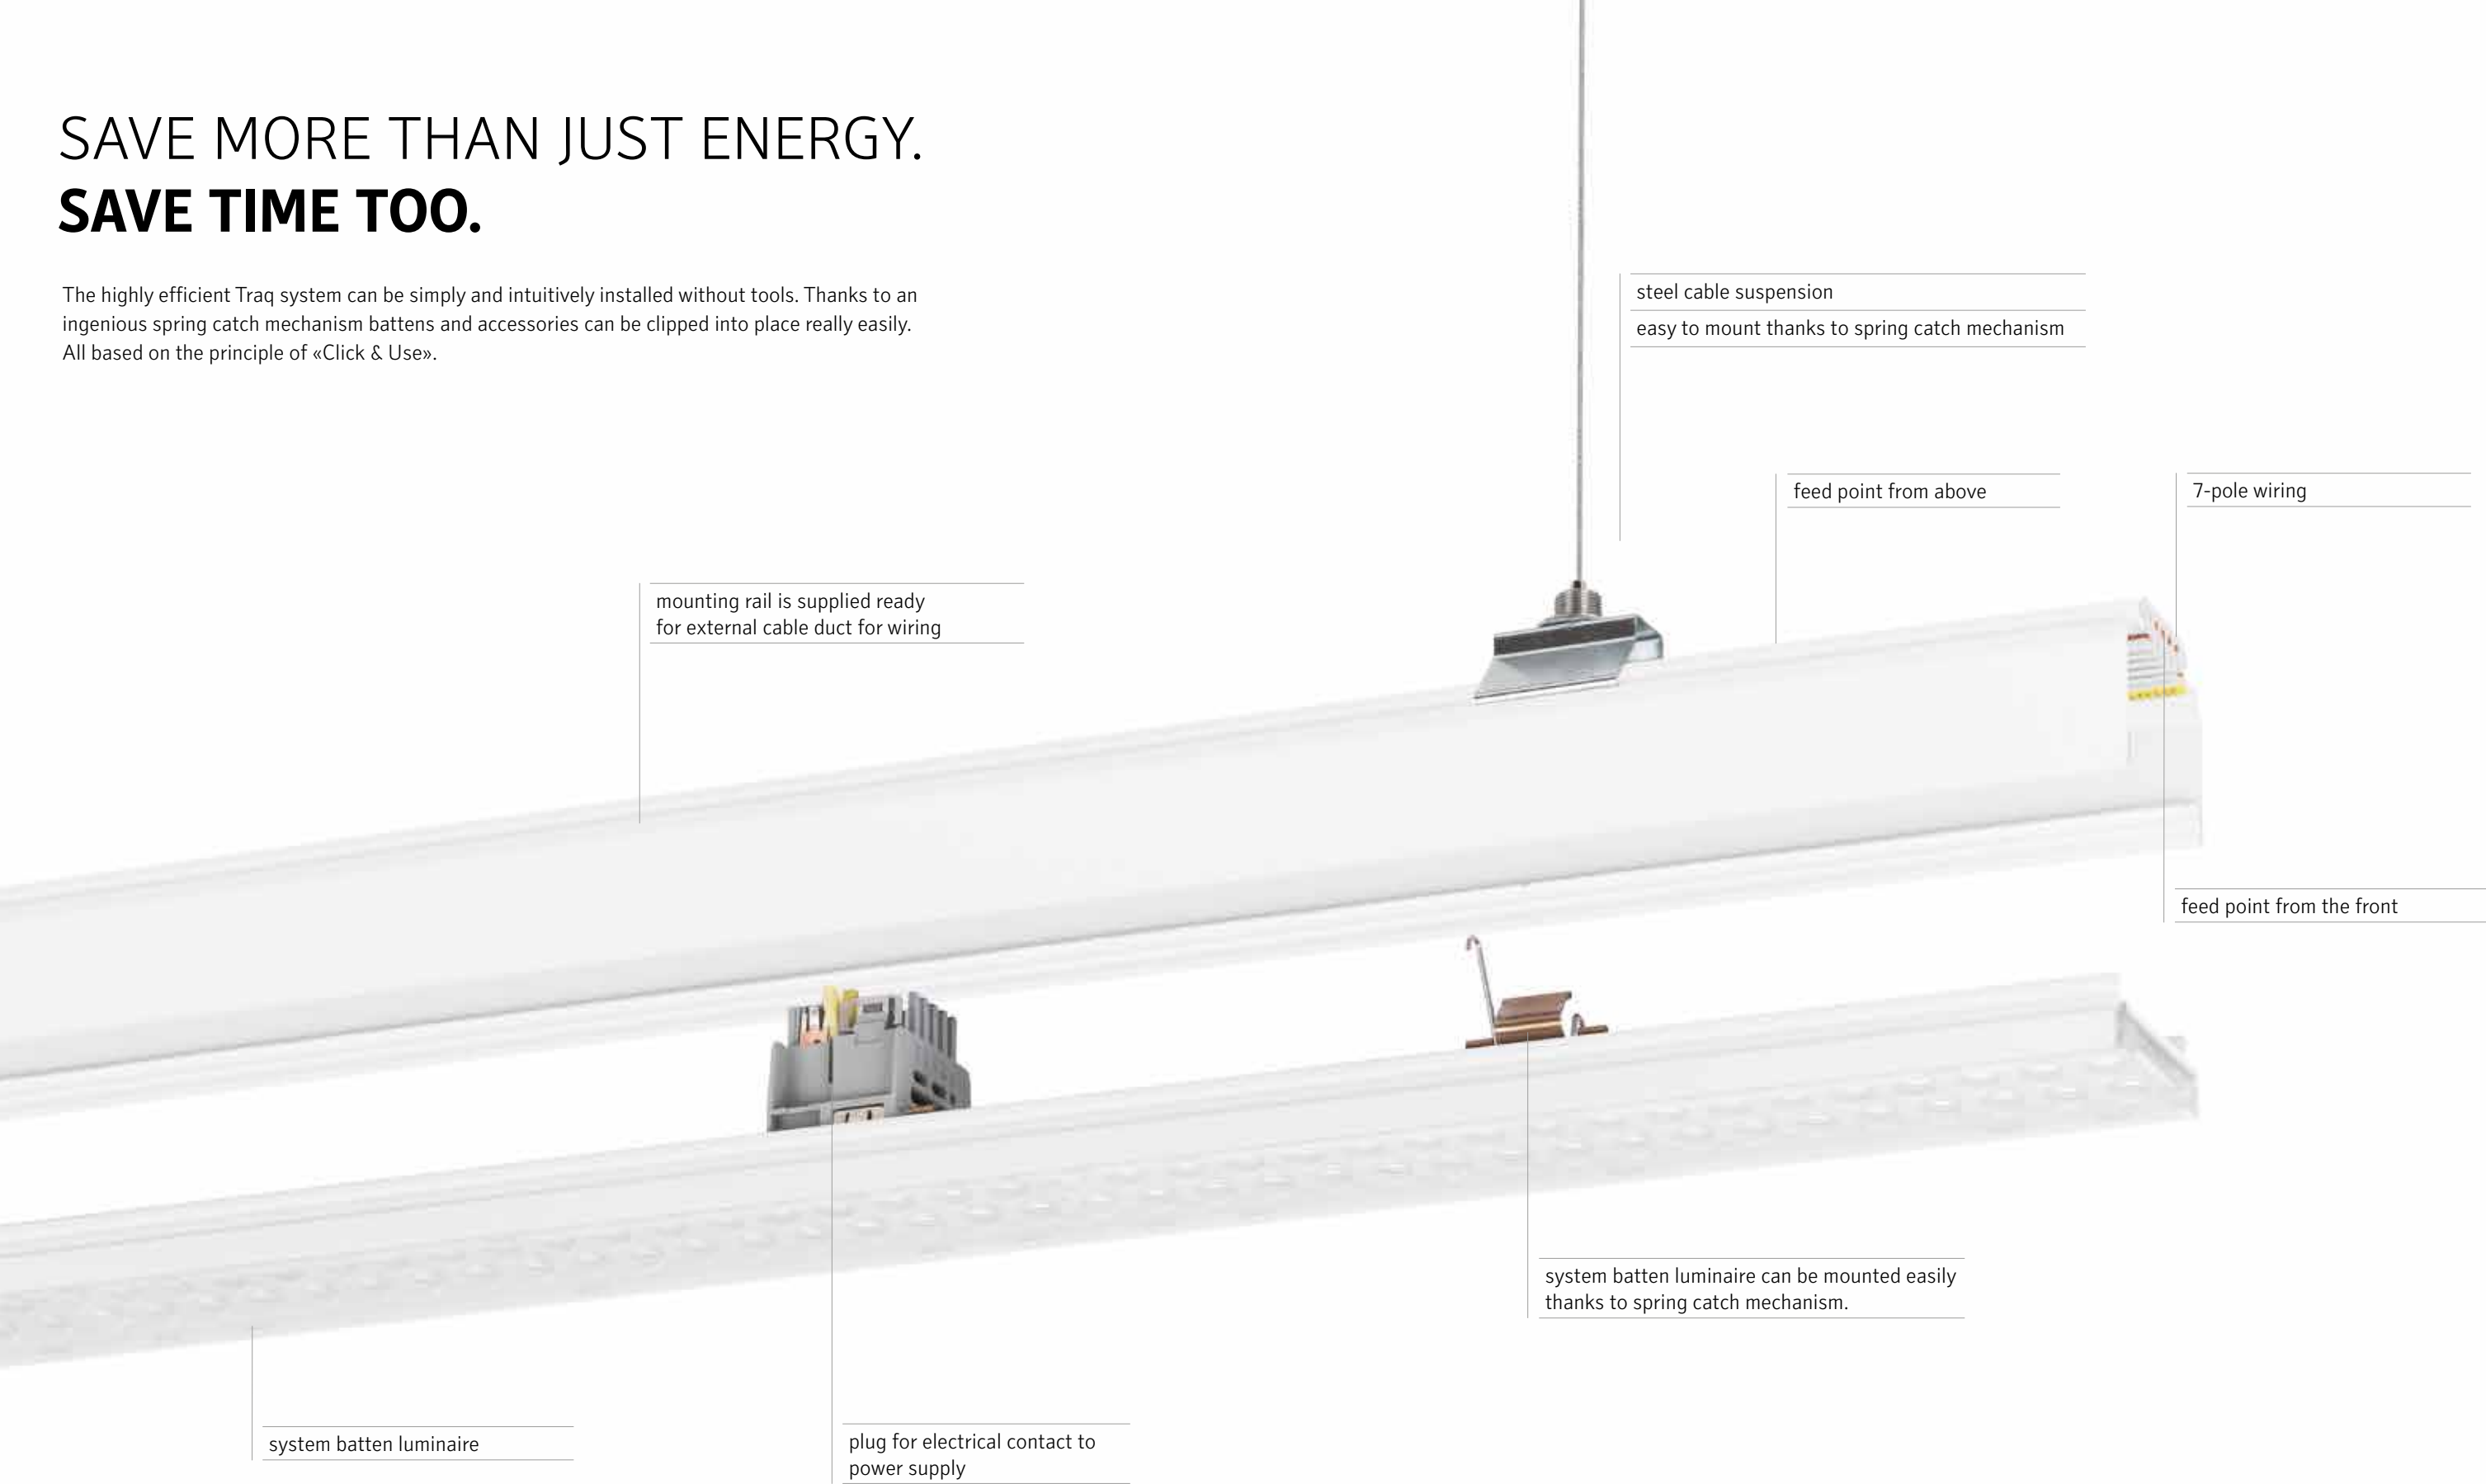 SAVE MORE THAN JUST ENERGY.
SAVE TIME TOO.
The highly efficient Traq system can be simply and intuitively installed without tools. Thanks to an
ingenious spring catch mechanism battens and accessories can be clipped into place really easily.
All based on the principle of «Click & Use».
steel cable suspension
easy to mount thanks to spring catch mechanism
feed point from above
7-pole wiring
mounting rail is supplied ready
for external cable duct for wiring
feed point from the front
system batten luminaire can be mounted easily
thanks to spring catch mechanism.
system batten luminaire
plug for electrical contact to
power supply